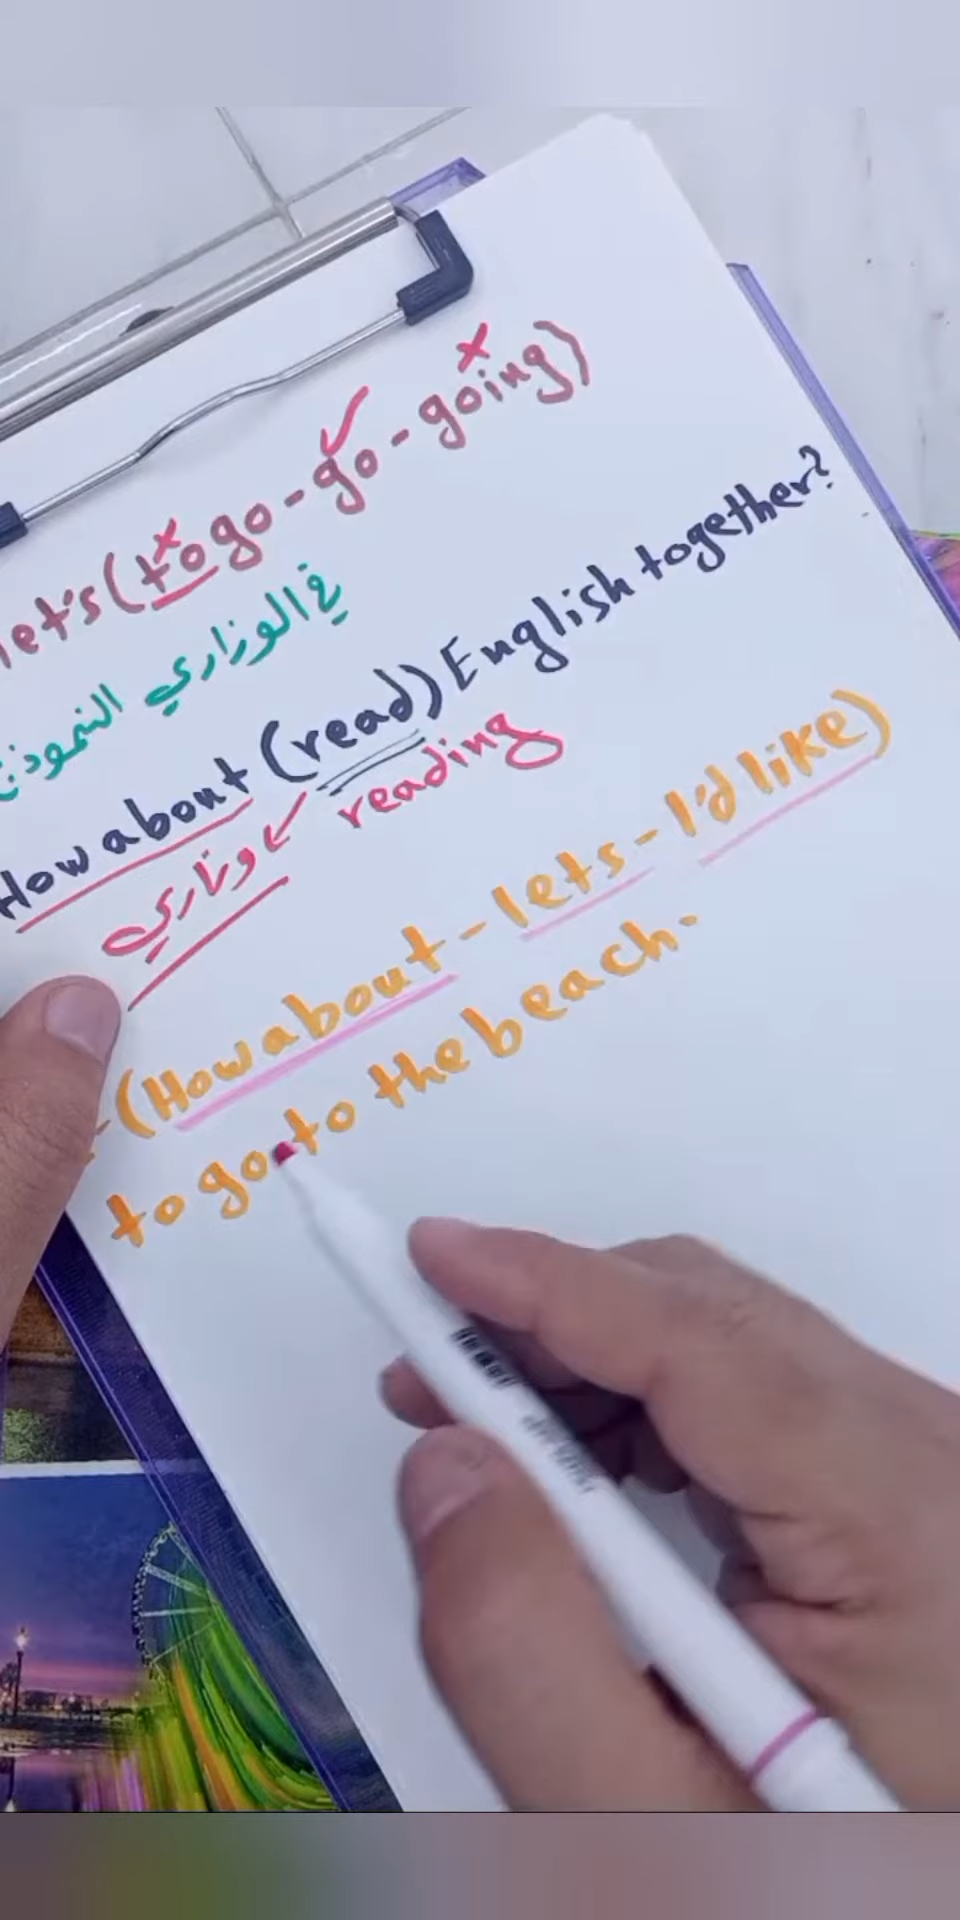 let's (to go - go - going)
في الوزاري النموذج
How about (read) English together?
reading
وزاري
(How about - lets - I'd like)
to go to the beach.